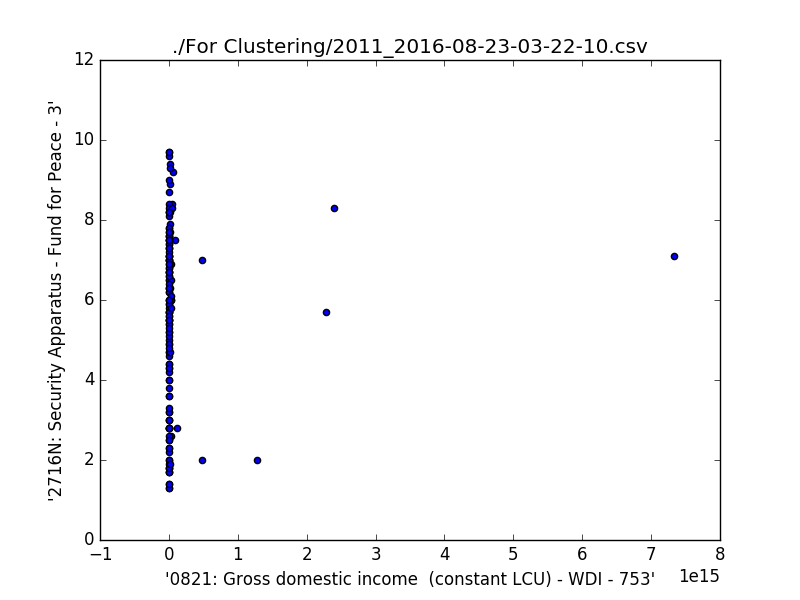 ./For Clustering/2011_2016-08-23-03-22-10.csv
12
10
8
6
4
2
0
'2716N: Security Apparatus - Fund for Peace - 3'
−1 0 1 2 3 4 5 6 7 8
1e15
'0821: Gross domestic income  (constant LCU) - WDI - 753'